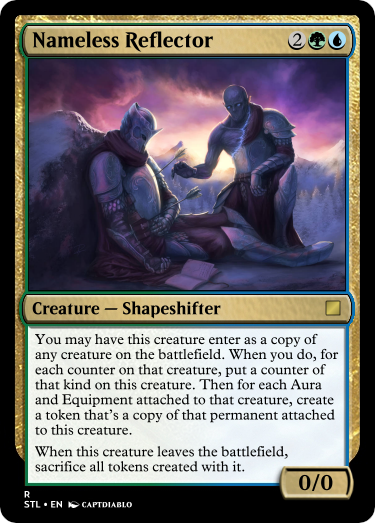 Nameless Reflector 2
Creature — Shapeshifter
You may have this creature enter as a copy of
any creature on the battlefield. When you do, for
each counter on that creature, put a counter of
that kind on this creature. Then for each Aura
and Equipment attached to that creature, create
a token that's a copy of that permanent attached
to this creature.
When this creature leaves the battlefield,
sacrifice all tokens created with it.
0/0
R
STL • EN CAPTDIABLO